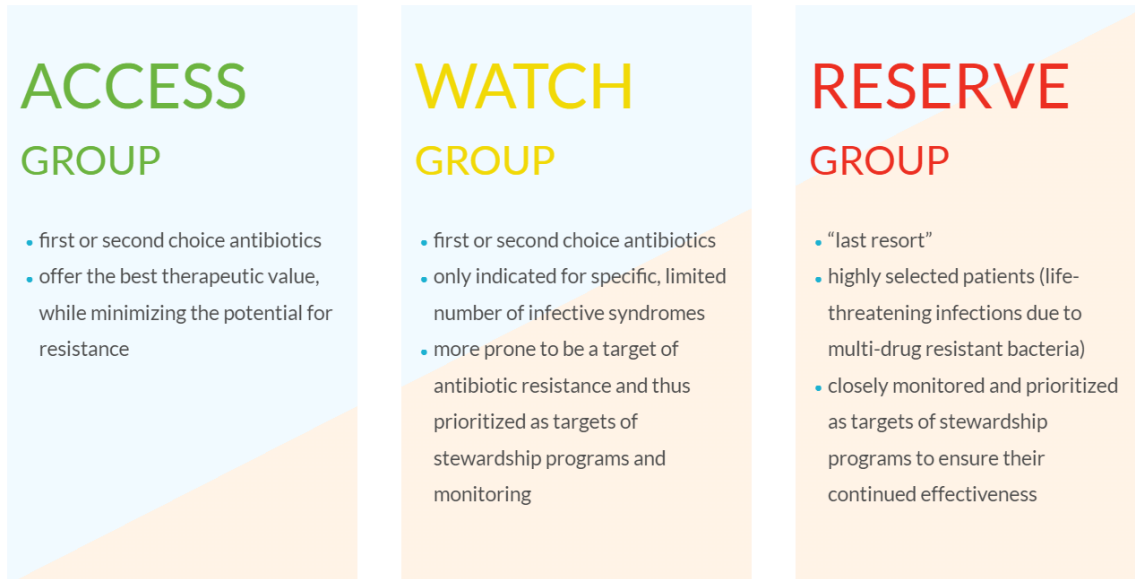 ACCESS
GROUP
• first or second choice antibiotics
• offer the best therapeutic value,
while minimizing the potential for
resistance
WATCH
GROUP
• first or second choice antibiotics
• only indicated for specific, limited
number of infective syndromes
• more prone to be a target of
antibiotic resistance and thus
prioritized as targets of
stewardship programs and
monitoring
RESERVE
GROUP
• “last resort”
• highly selected patients (life-
threatening infections due to
multi-drug resistant bacteria)
• closely monitored and prioritized
as targets of stewardship
programs to ensure their
continued effectiveness